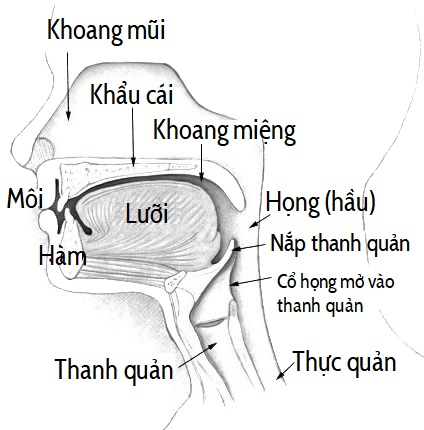 Khoang mũi
Khẩu cái
Khoang miệng
Môi
Lưỡi
Họng (hầu)
Hàm
Nắp thanh quản
Cổ họng mở vào
thanh quản
Thanh quản
Thực quản